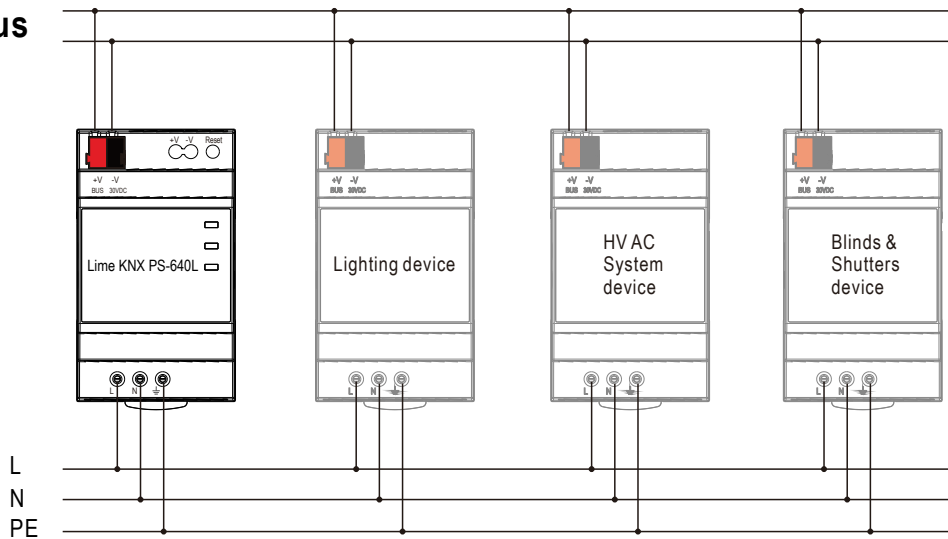 us
+V -V Reset
+V -V
BUS 30VDC
Lime KNX PS-640L
L N
+V -V
BUS 30VDC
Lighting device
L N
+V -V
BUS 30VDC
HV AC
System
device
L N
+V -V
BUS 30VDC
Blinds &
Shutters
device
L N
L
N
PE